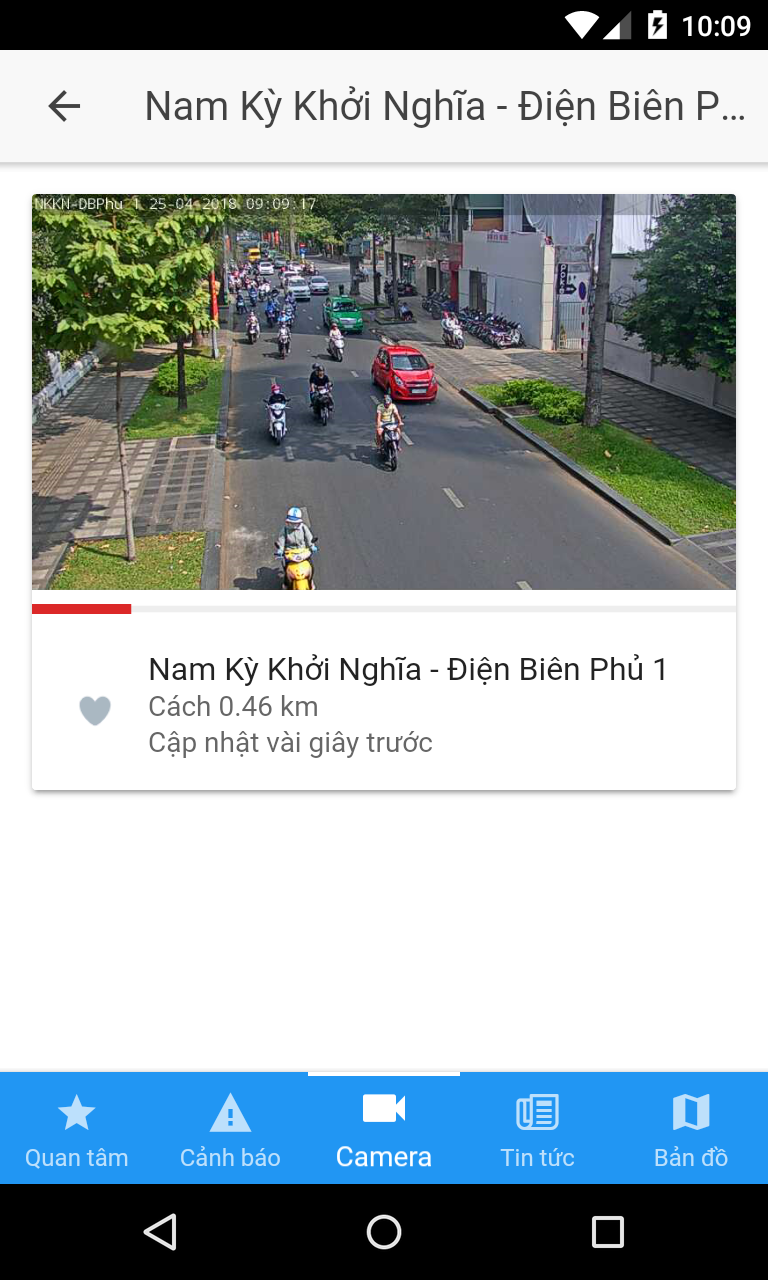 10:09
Nam Kỳ Khởi Nghĩa - Điện Biên P...
NKKN-DBPhu 1 25-04-2018 09:09:17
Nam Kỳ Khởi Nghĩa - Điện Biên Phủ 1
Cách 0.46 km
Cập nhật vài giây trước
Quan tâm
Cảnh báo
Camera
Tin tức
Bản đồ